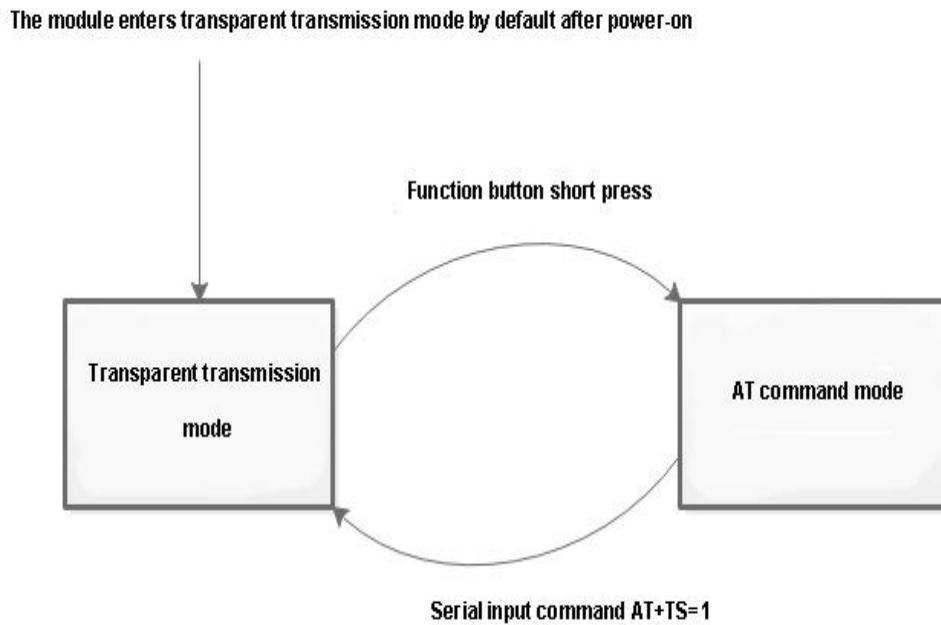 The module enters transparent transmission mode by default after power-on
Function button short press
Transparent transmission
mode
AT command mode
Serial input command AT+TS=1